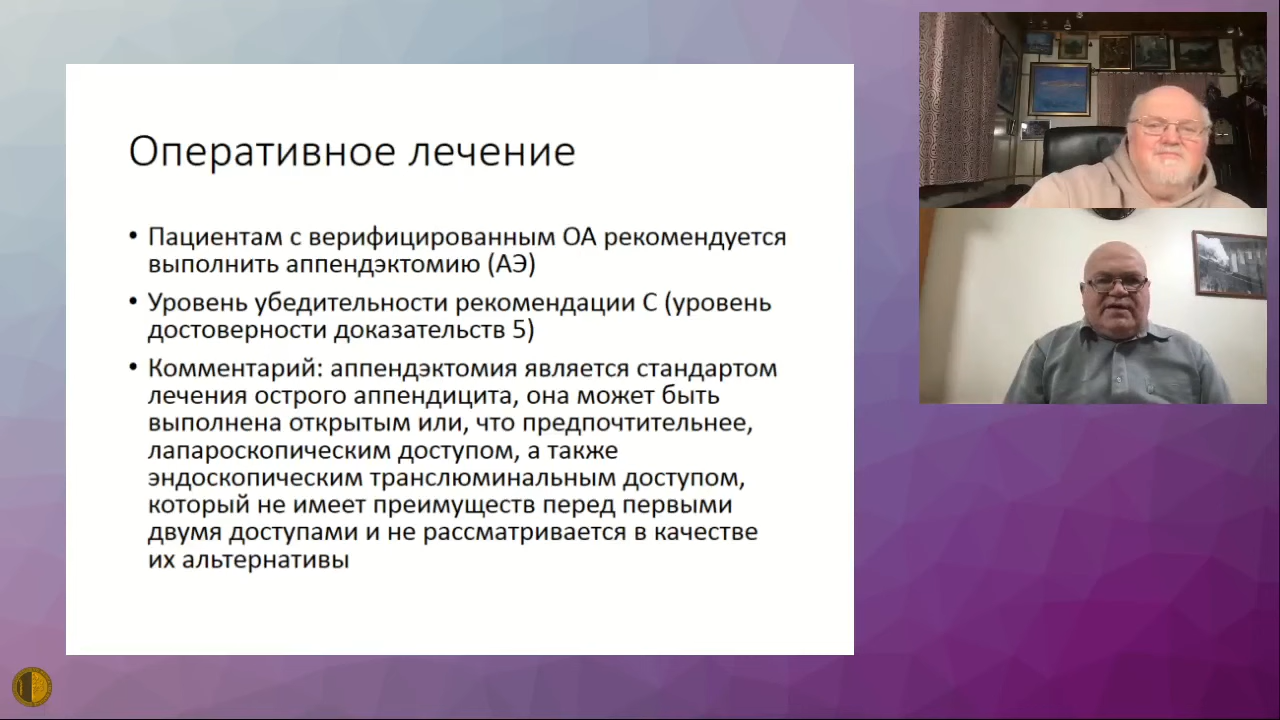 Оперативное лечение
• Пациентам с верифицированным ОА рекомендуется
выполнить аппендэктомию (АЭ)
• Уровень убедительности рекомендации С (уровень
достоверности доказательств 5)
• Комментарий: аппендэктомия является стандартом
лечения острого аппендицита, она может быть
выполнена открытым или, что предпочтительнее,
лапароскопическим доступом, а также
эндоскопическим транслюминальным доступом,
который не имеет преимуществ перед первыми
двумя доступами и не рассматривается в качестве
их альтернативы